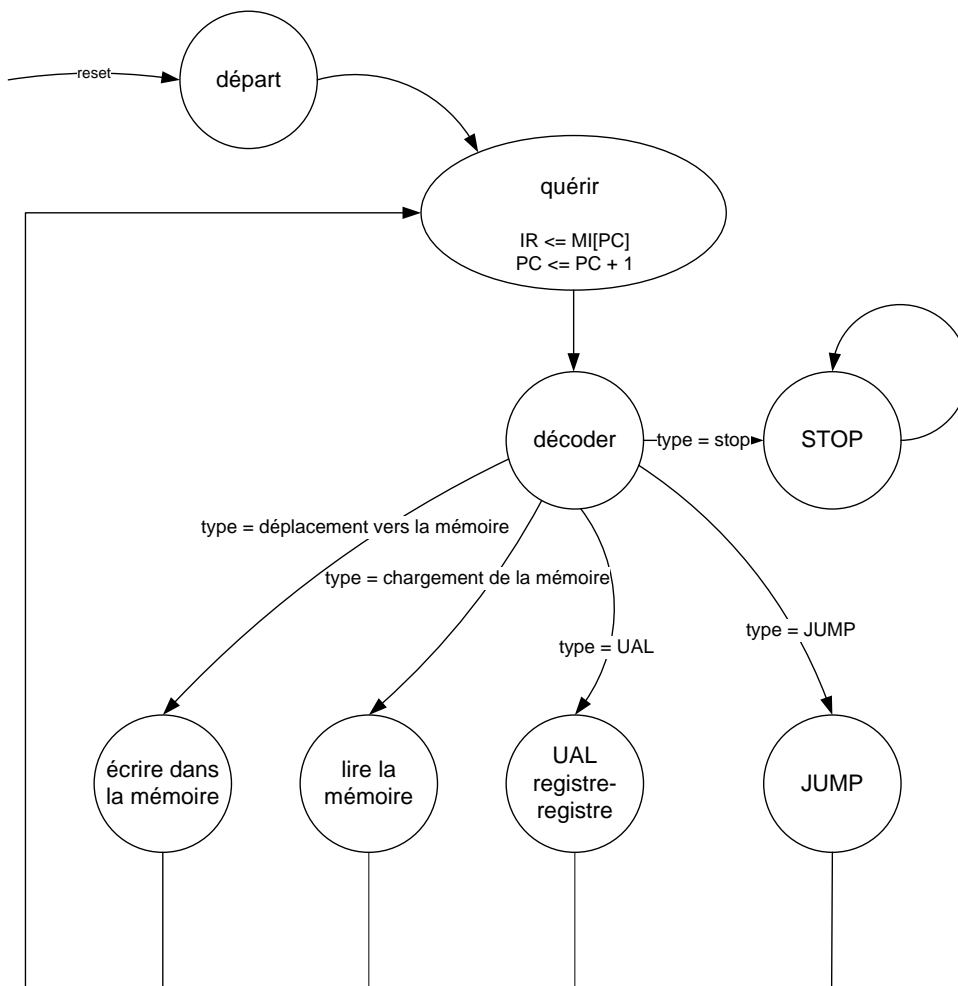 reset
départ
quérir
IR <= MI[PC]
PC <= PC + 1
décoder
type = stop
STOP
type = déplacement vers la mémoire
type = chargement de la mémoire
type = UAL
type = JUMP
écrire dans
la mémoire
lire la
mémoire
UAL
registre-
registre
JUMP